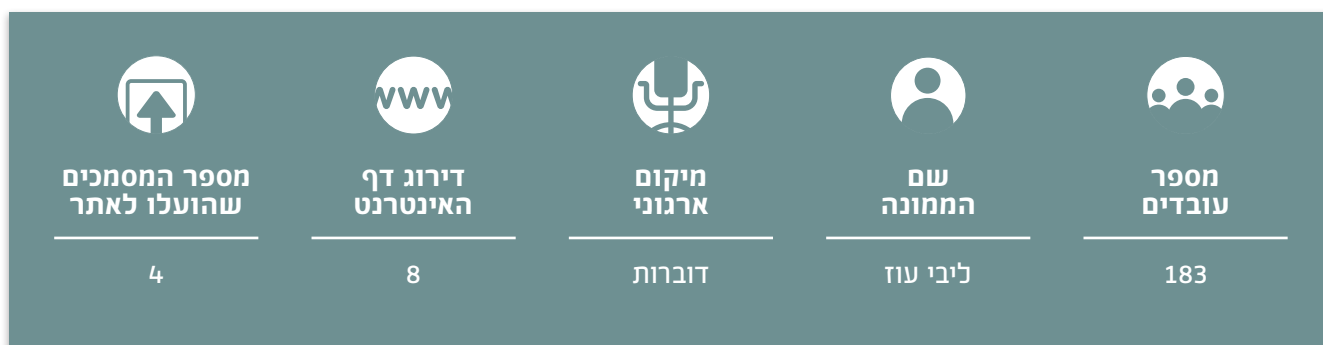 מספר
עובדים
183
שם
הממונה
ליבי עוז
מיקום
ארגוני
דוברות
www
דירוג דף
האינטרנט
8
מספר המסמכים
שהועלו לאתר
4